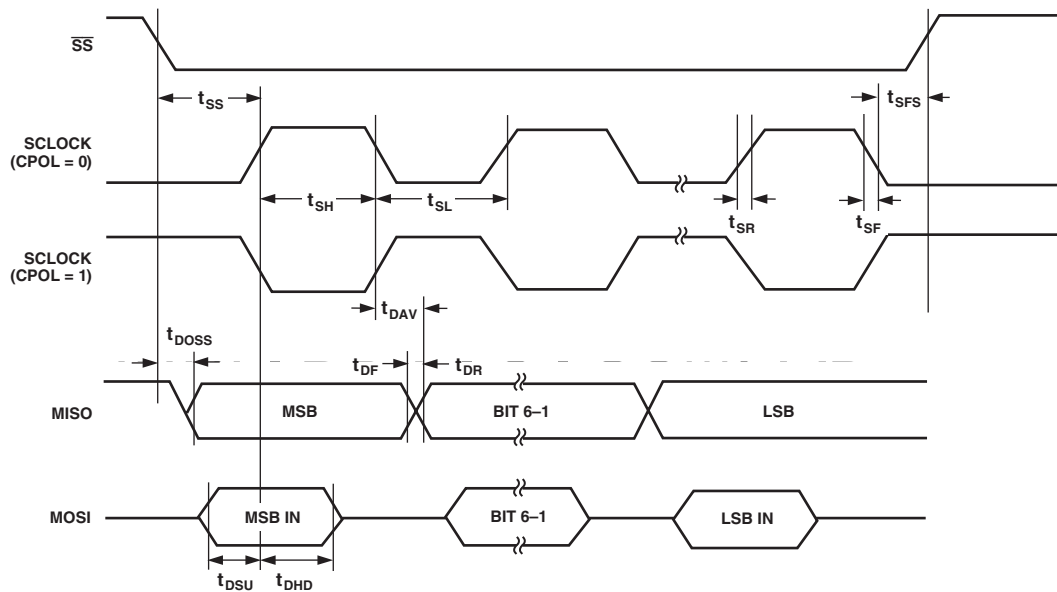 SS
tSS
tSFS
SCLOCK
(CPOL = 0)
tSH
tSL
tSR
tSF
SCLOCK
(CPOL = 1)
tDAV
tDOSS
tDF
tDR
MISO
MSB
BIT 6–1
LSB
MOSI
MSB IN
BIT 6–1
LSB IN
tDSU
tDHD